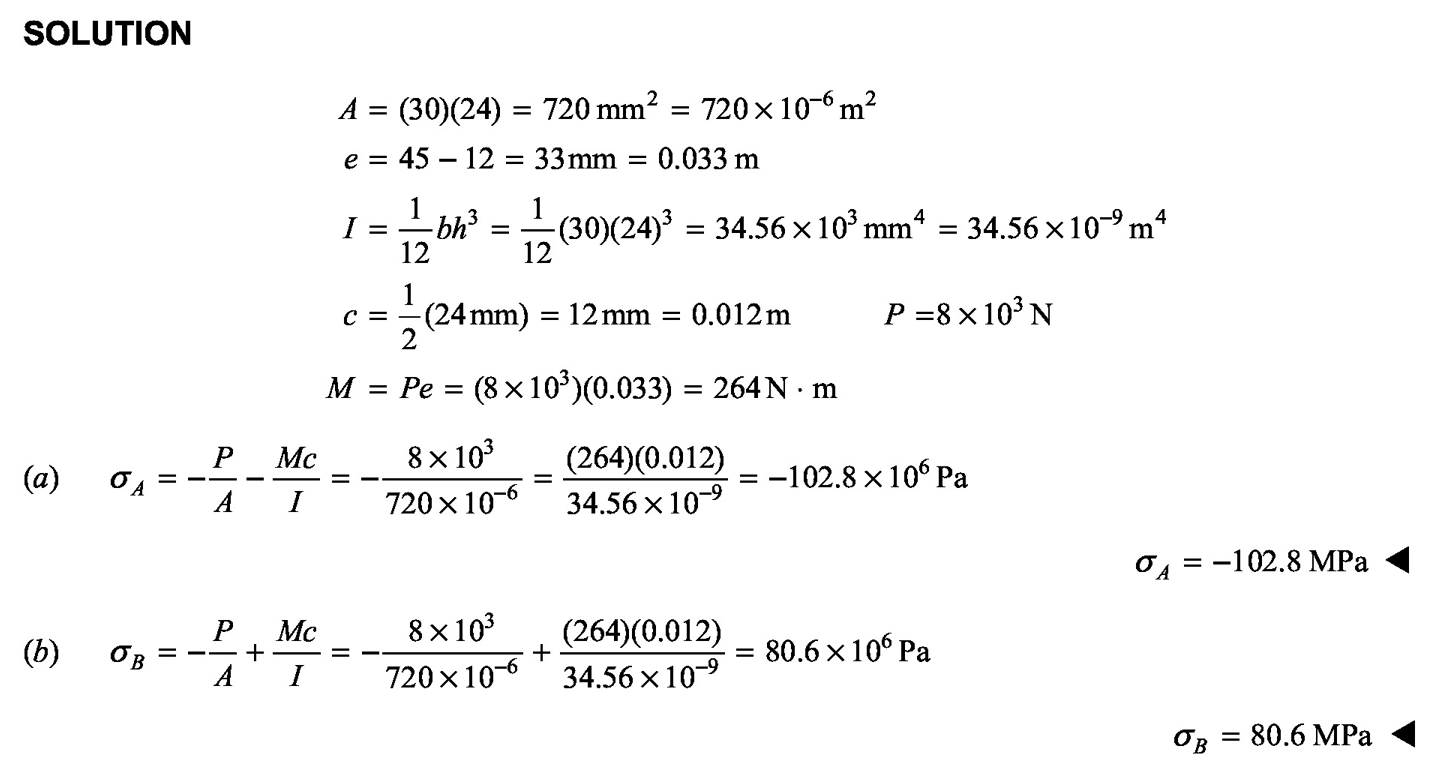 SOLUTION
A = (30)(24) = 720 mm² = 720 × 10⁻⁶ m²
e = 45 − 12 = 33 mm = 0.033 m
I = 1/12 bh³ = 1/12 (30)(24)³ = 34.56 × 10³ mm⁴ = 34.56 × 10⁻⁹ m⁴
c = 1/2 (24 mm) = 12 mm = 0.012 m P = 8 × 10³ N
M = Pe = (8 × 10³)(0.033) = 264 N · m
(a) σ_A = −P/A − Mc/I = −(8 × 10³)/(720 × 10⁻⁶) = (264)(0.012)/(34.56 × 10⁻⁹) = −102.8 × 10⁶ Pa
σ_A = −102.8 MPa ◀
(b) σ_B = −P/A + Mc/I = −(8 × 10³)/(720 × 10⁻⁶) + (264)(0.012)/(34.56 × 10⁻⁹) = 80.6 × 10⁶ Pa
σ_B = 80.6 MPa ◀